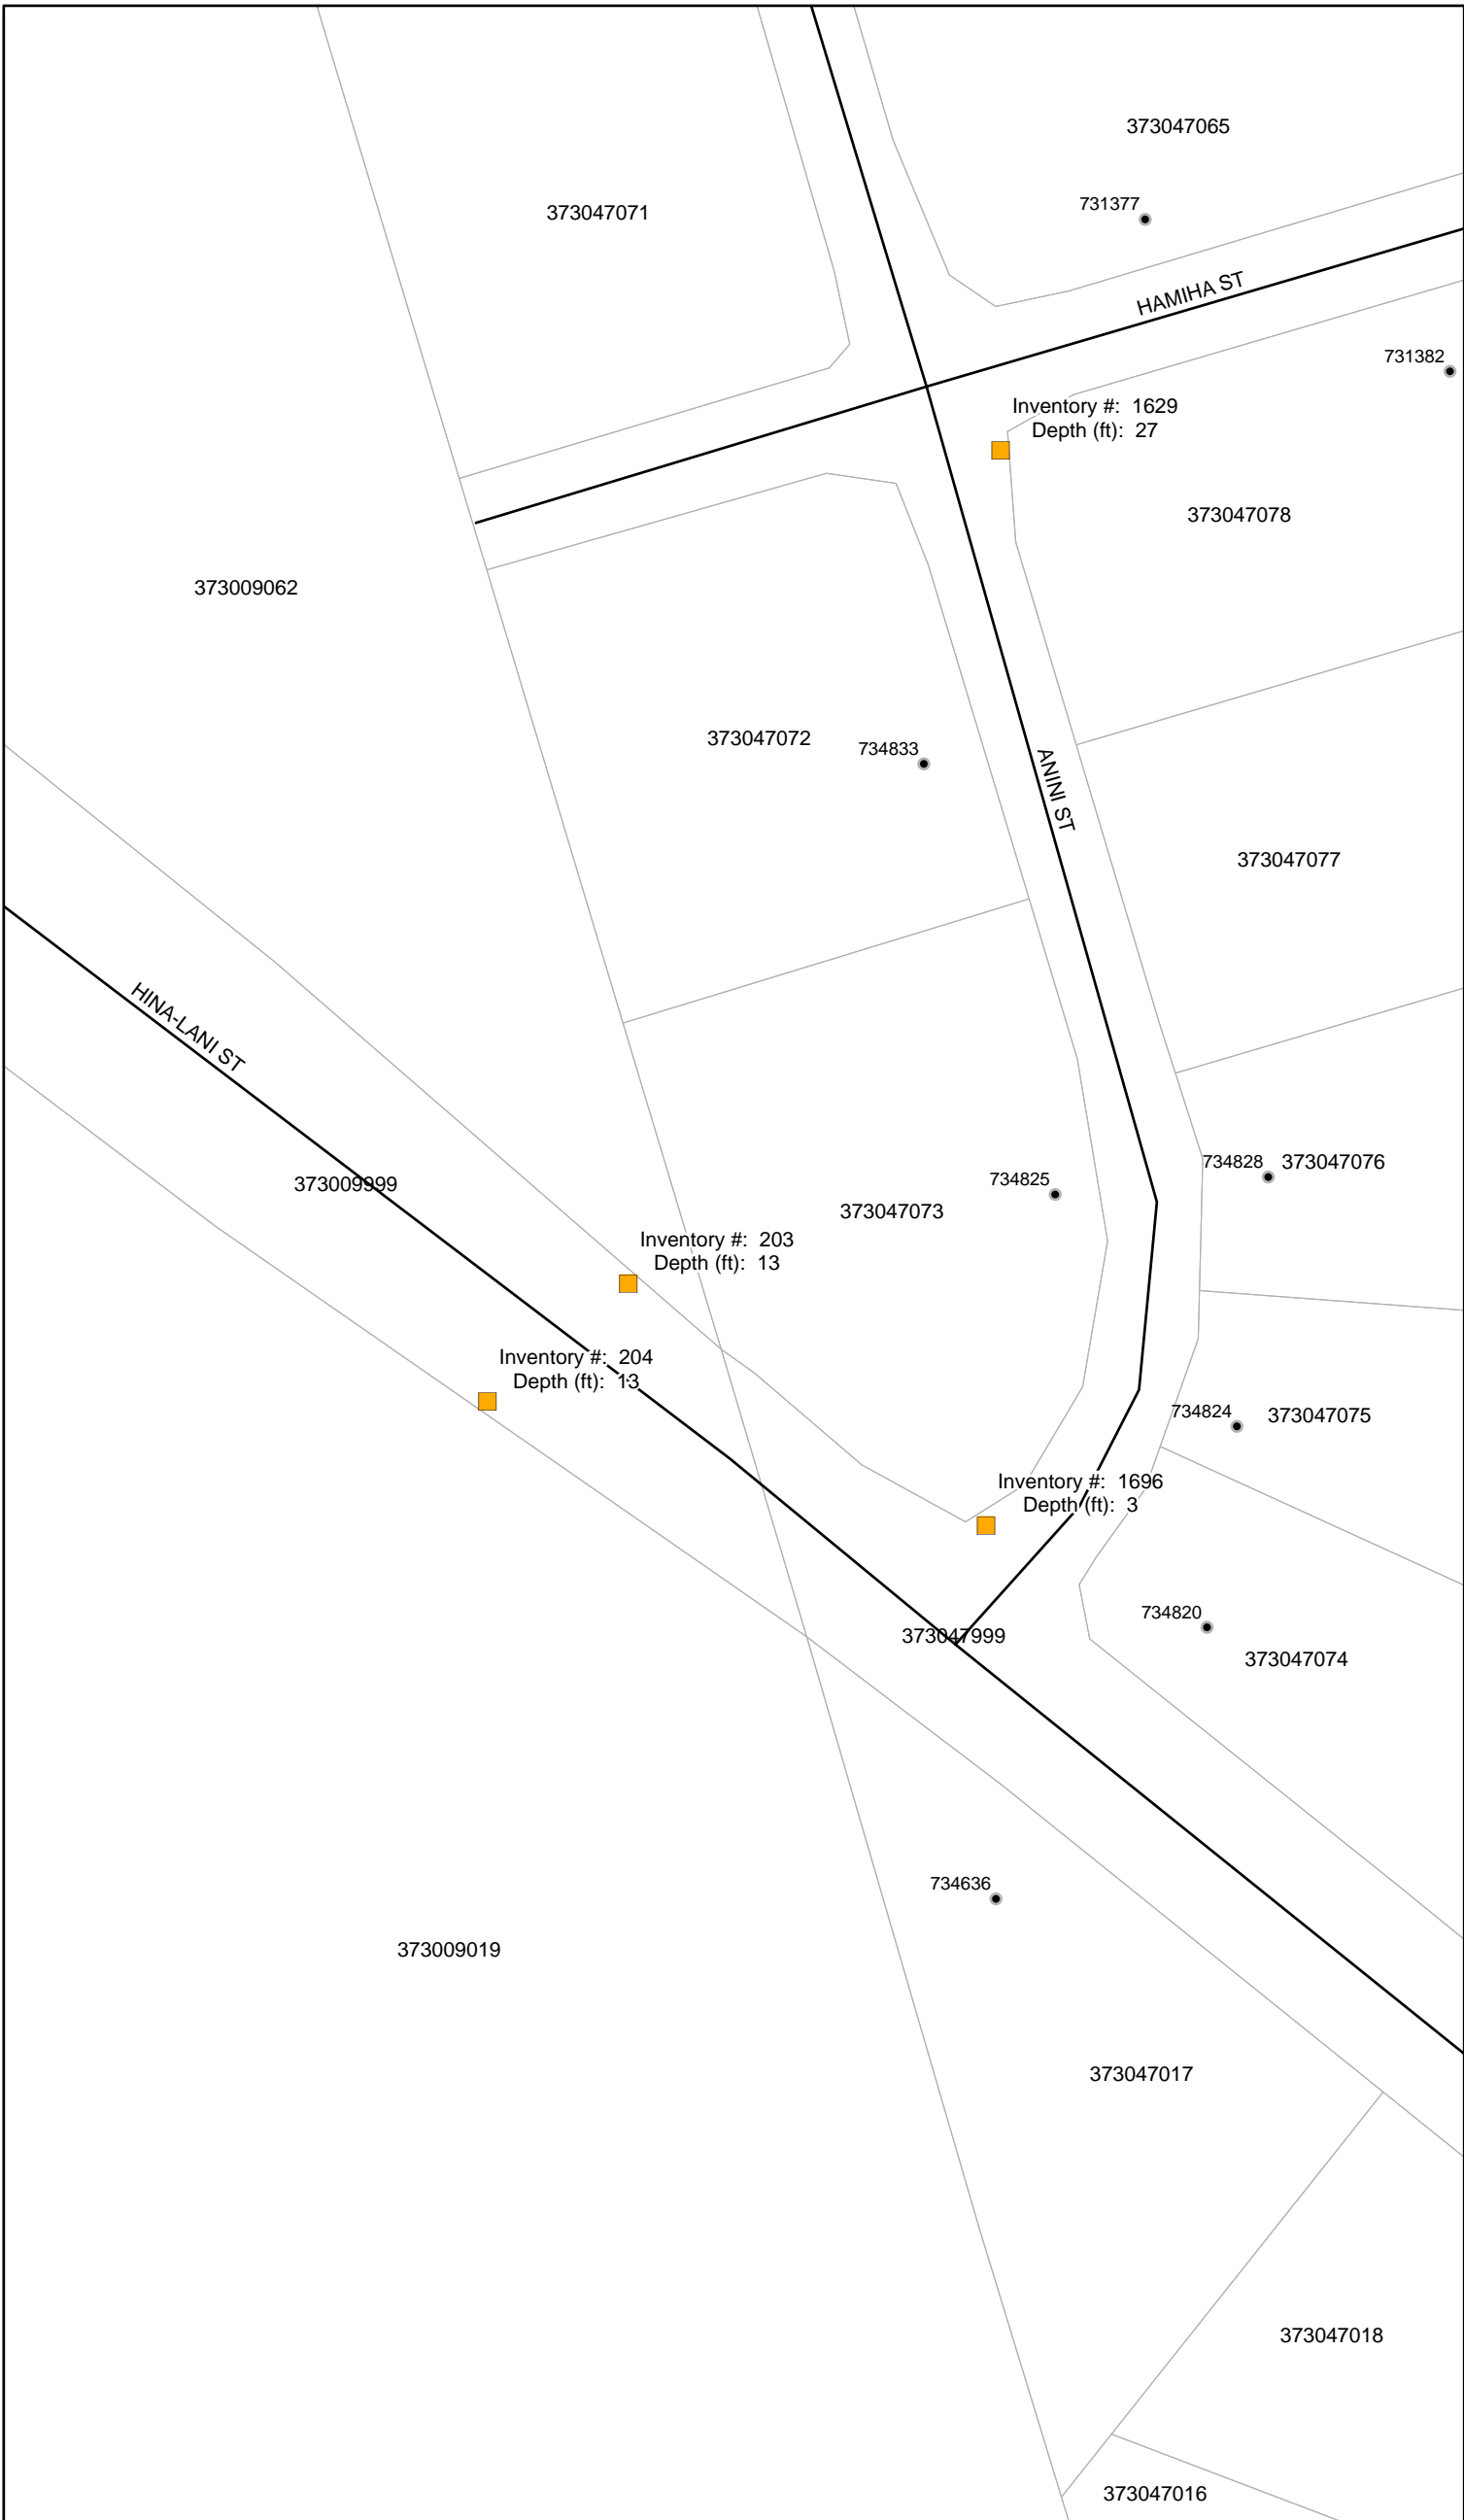 373047065
731377
373047071
HAMIHA ST
731382
Inventory #: 1629
Depth (ft): 27
373047078
373009062
373047072
734833
ANINI ST
373047077
HINA-LANI ST
734828
373047076
734825
373009999
373047073
Inventory #: 203
Depth (ft): 13
Inventory #: 204
Depth (ft): 13
734824
373047075
Inventory #: 1696
Depth (ft): 3
734820
373047999
373047074
734636
373009019
373047017
373047018
373047016